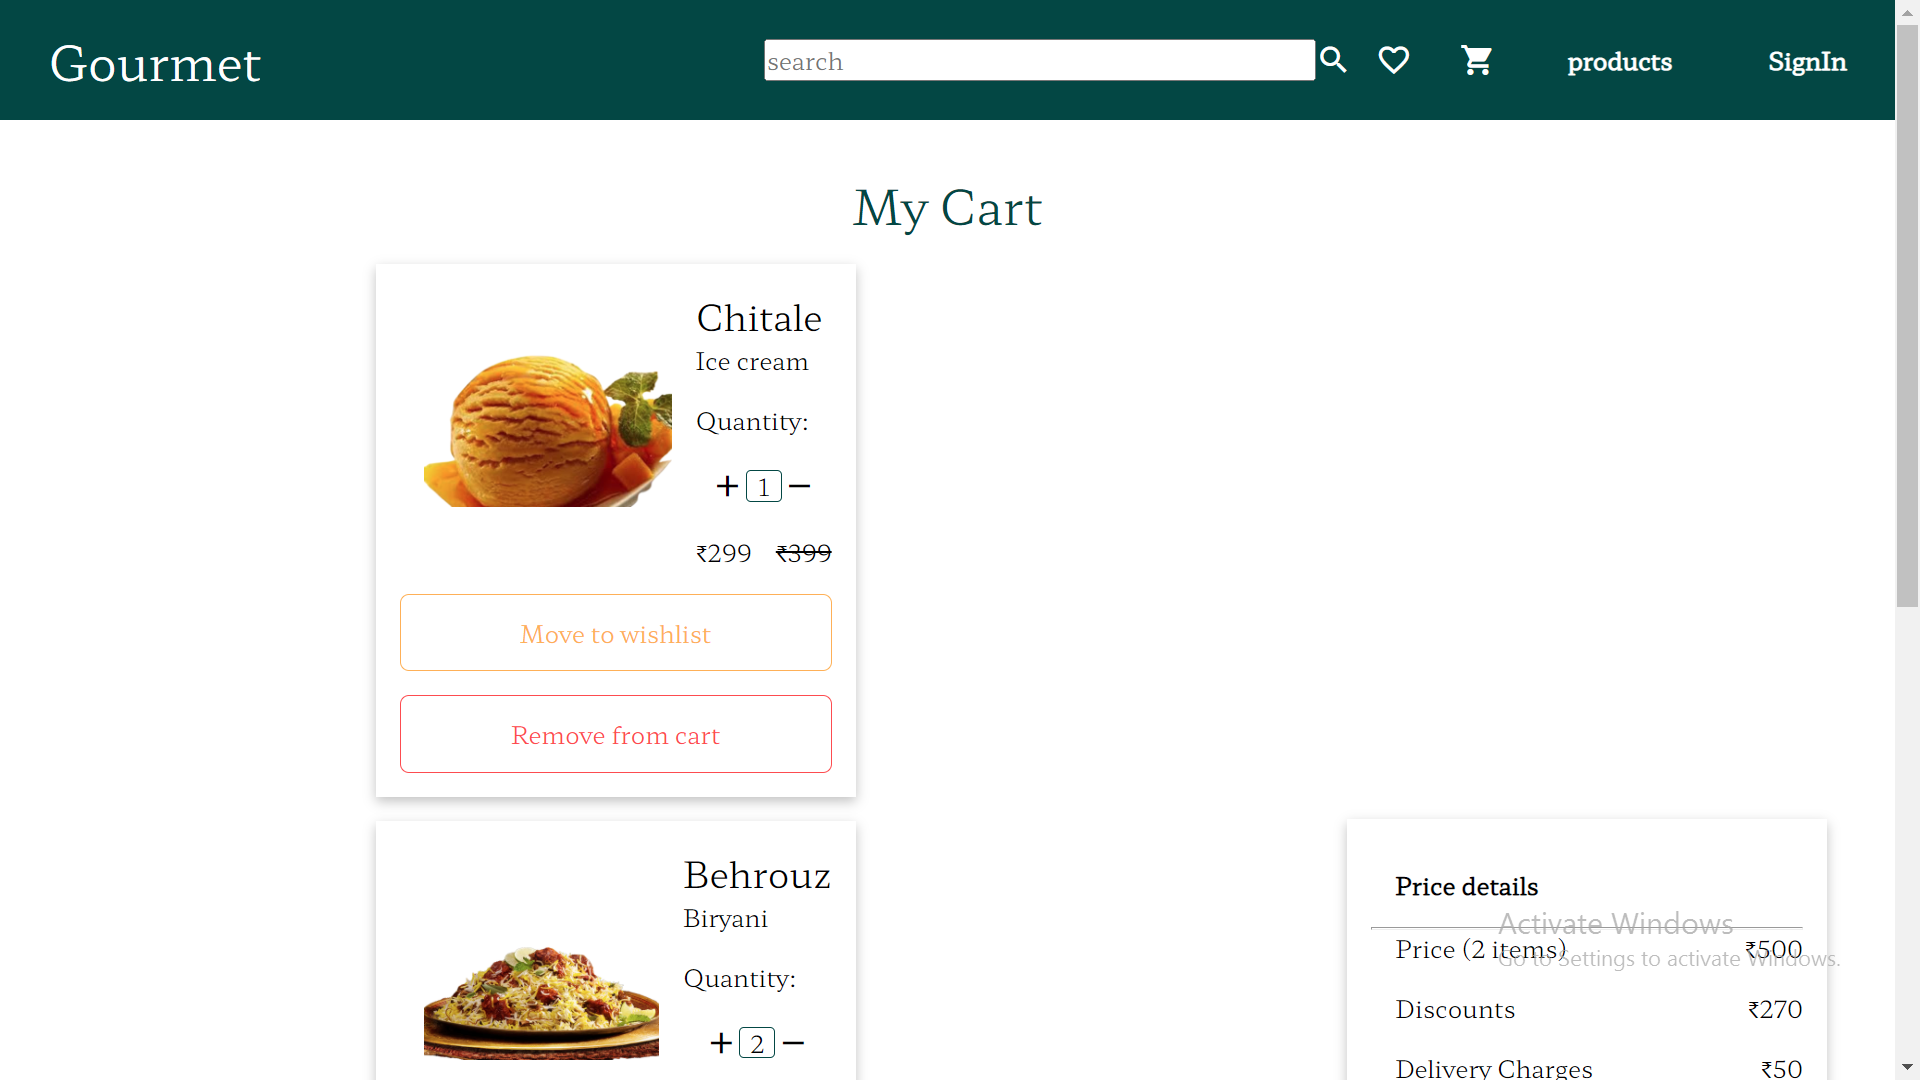 Gourmet
search
products
SignIn
My Cart
Chitale
Ice cream
Quantity:
+ 1 −
₹299 ₹399
Move to wishlist
Remove from cart
Behrouz
Biryani
Quantity:
+ 2 −
Price details
Price (2 items) ₹500
Discounts ₹270
Delivery Charges ₹50
Activate Windows
Go to Settings to activate Windows.